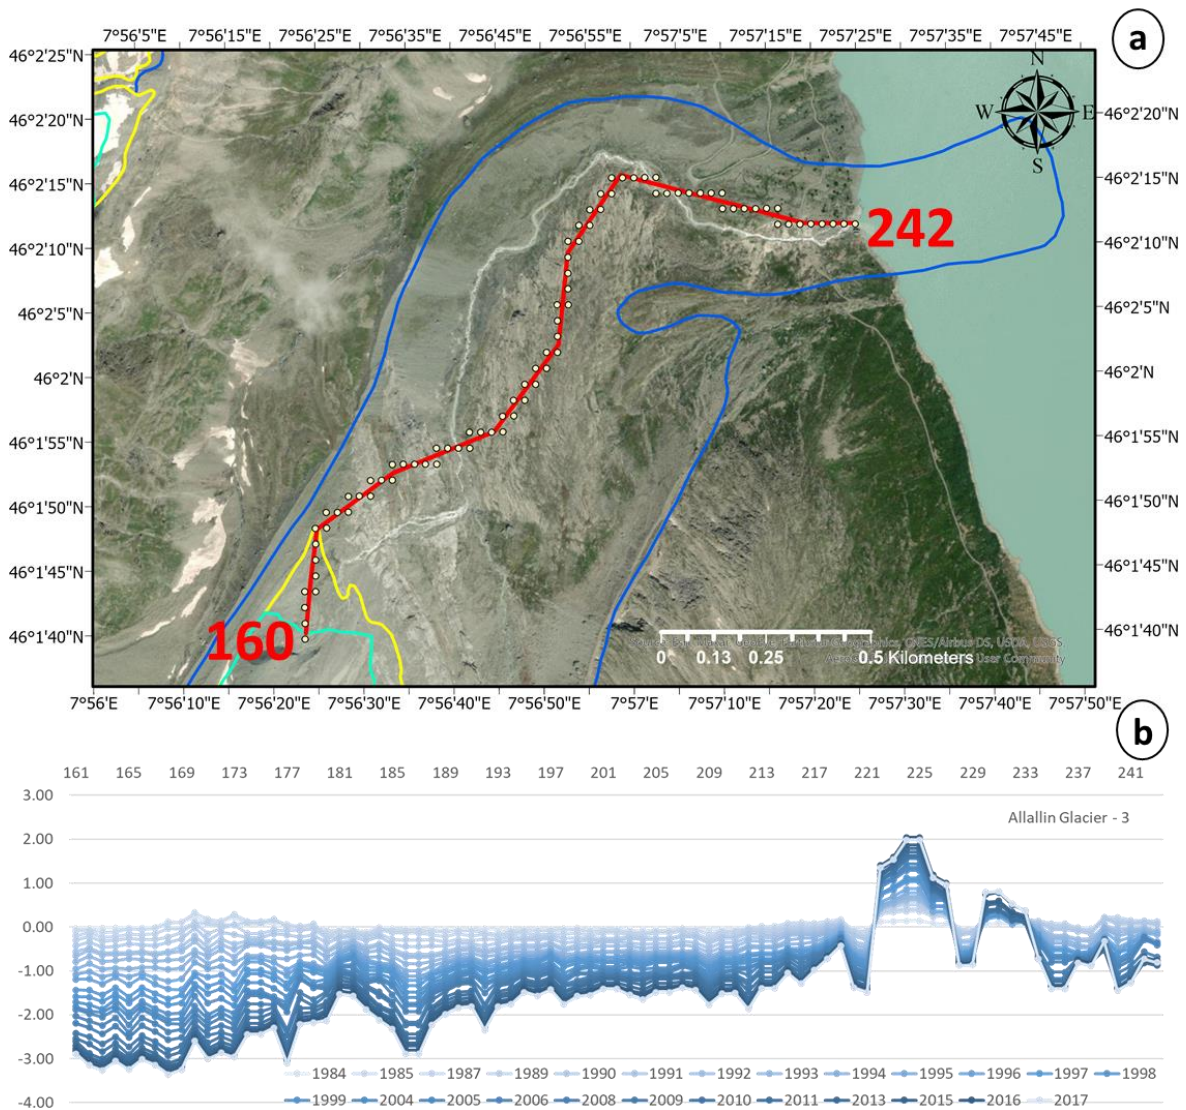 a
7°56'5"E 7°56'15"E 7°56'25"E 7°56'35"E 7°56'45"E 7°56'55"E 7°57'5"E 7°57'15"E 7°57'25"E 7°57'35"E 7°57'45"E
46°2'25"N
N
46°2'20"N 46°2'20"N
W E
S
46°2'15"N 46°2'15"N
242
46°2'10"N 46°2'10"N
46°2'5"N 46°2'5"N
46°2'N 46°2'N
46°1'55"N 46°1'55"N
46°1'50"N 46°1'50"N
46°1'45"N 46°1'45"N
160
46°1'40"N 46°1'40"N
CNES/Airbus DS, USDA, USGS,
0 0.13 0.25 0.5 Kilometers
User Community
7°56'E 7°56'10"E 7°56'20"E 7°56'30"E 7°56'40"E 7°56'50"E 7°57'E 7°57'10"E 7°57'20"E 7°57'30"E 7°57'40"E 7°57'50"E
b
161 165 169 173 177 181 185 189 193 197 201 205 209 213 217 221 225 229 233 237 241
3.00
Allallin Glacier - 3
2.00
1.00
0.00
-1.00
-2.00
-3.00
1984 1985 1987 1989 1990 1991 1992 1993 1994 1995 1996 1997 1998
1999 2004 2005 2006 2008 2009 2010 2011 2013 2015 2016 2017
-4.00